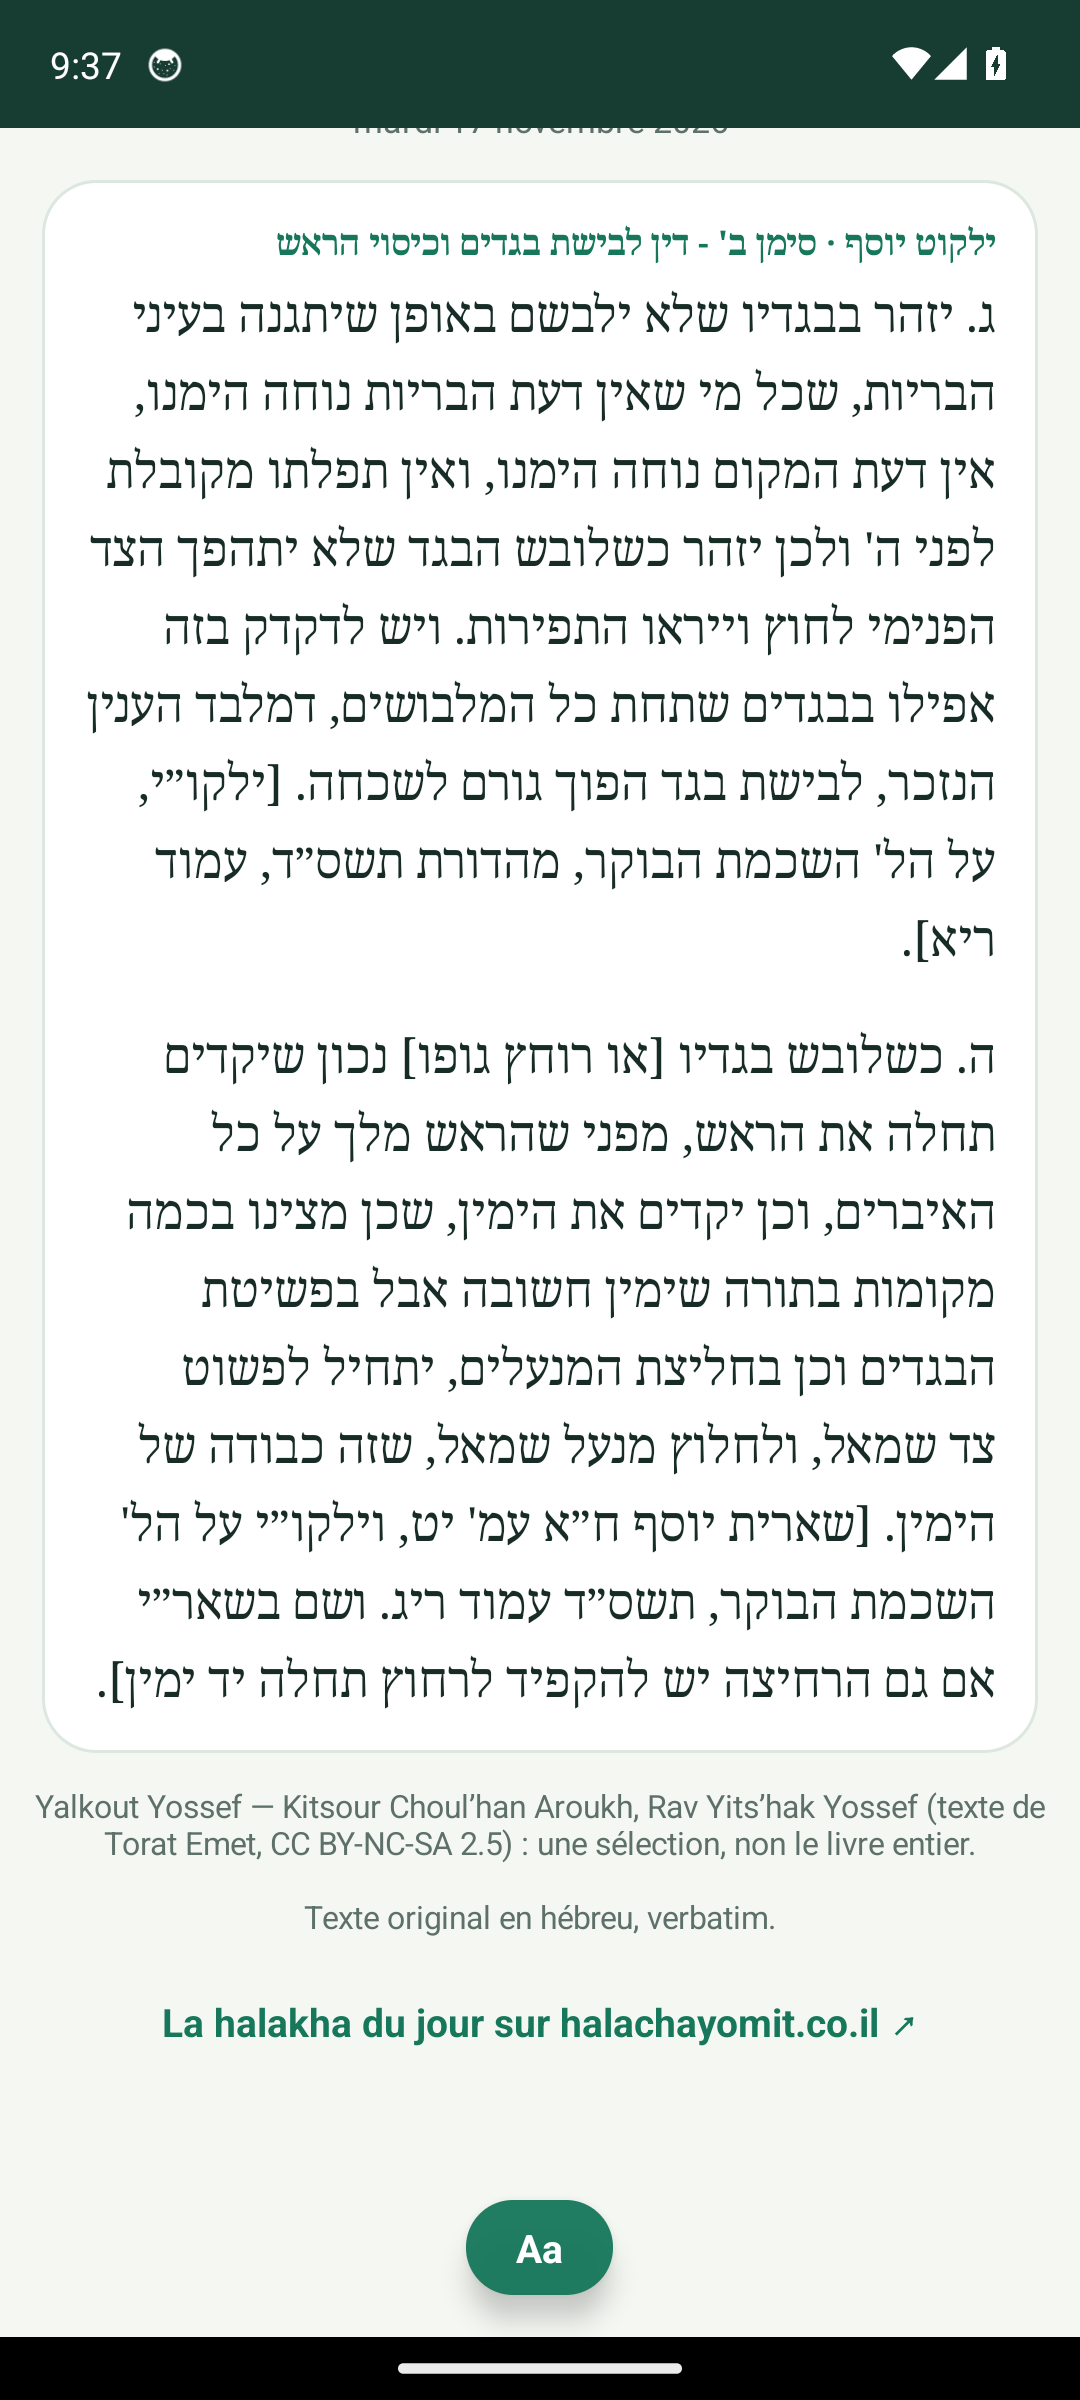 9:37
mardi 17 novembre 2026
ילקוט יוסף · סימן ב' - דין לבישת בגדים וכיסוי הראש
ג. יזהר בבגדיו שלא ילבשם באופן שיתגנה בעיני
הבריות, שכל מי שאין דעת הבריות נוחה הימנו,
אין דעת המקום נוחה הימנו, ואין תפלתו מקובלת
לפני ה' ולכן יזהר כשלובש הבגד שלא יתהפך הצד
הפנימי לחוץ וייראו התפירות. ויש לדקדק בזה
אפילו בבגדים שתחת כל המלבושים, דמלבד הענין
הנזכר, לבישת בגד הפוך גורם לשכחה. [ילקו״י,
על הל' השכמת הבוקר, מהדורת תשס״ד, עמוד
ריא].
ה. כשלובש בגדיו [או רוחץ גופו] נכון שיקדים
תחלה את הראש, מפני שהראש מלך על כל
האיברים, וכן יקדים את הימין, שכן מצינו בכמה
מקומות בתורה שימין חשובה אבל בפשיטת
הבגדים וכן בחליצת המנעלים, יתחיל לפשוט
צד שמאל, ולחלוץ מנעל שמאל, שזה כבודה של
הימין. [שארית יוסף ח״א עמ' יט, וילקו״י על הל'
השכמת הבוקר, תשס״ד עמוד ריג. ושם בשאר״י
אם גם הרחיצה יש להקפיד לרחוץ תחלה יד ימין].
Yalkout Yossef — Kitsour Choul’han Aroukh, Rav Yits’hak Yossef (texte de
Torat Emet, CC BY-NC-SA 2.5) : une sélection, non le livre entier.
Texte original en hébreu, verbatim.
La halakha du jour sur halachayomit.co.il ↗
Aa